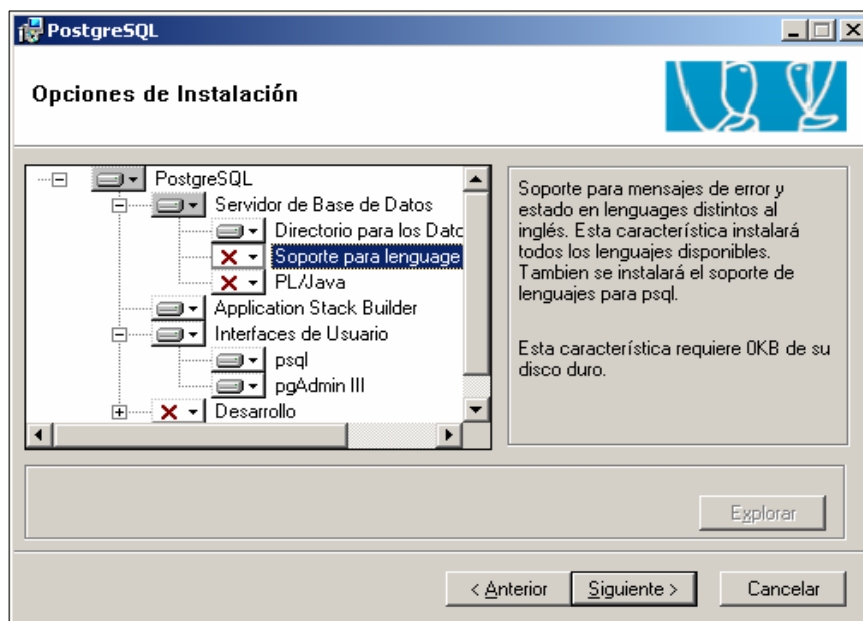 PostgreSQL
Opciones de Instalación
PostgreSQL
Servidor de Base de Datos
Directorio para los Datc
Soporte para lenguage
PL/Java
Application Stack Builder
Interfaces de Usuario
psql
pgAdmin III
Desarrollo
Soporte para mensajes de error y
estado en lenguages distintos al
inglés. Esta característica instalará
todos los lenguajes disponibles.
Tambien se instalará el soporte de
lenguajes para psql.
Esta característica requiere 0KB de su
disco duro.
Explorar
< Anterior
Siguiente >
Cancelar